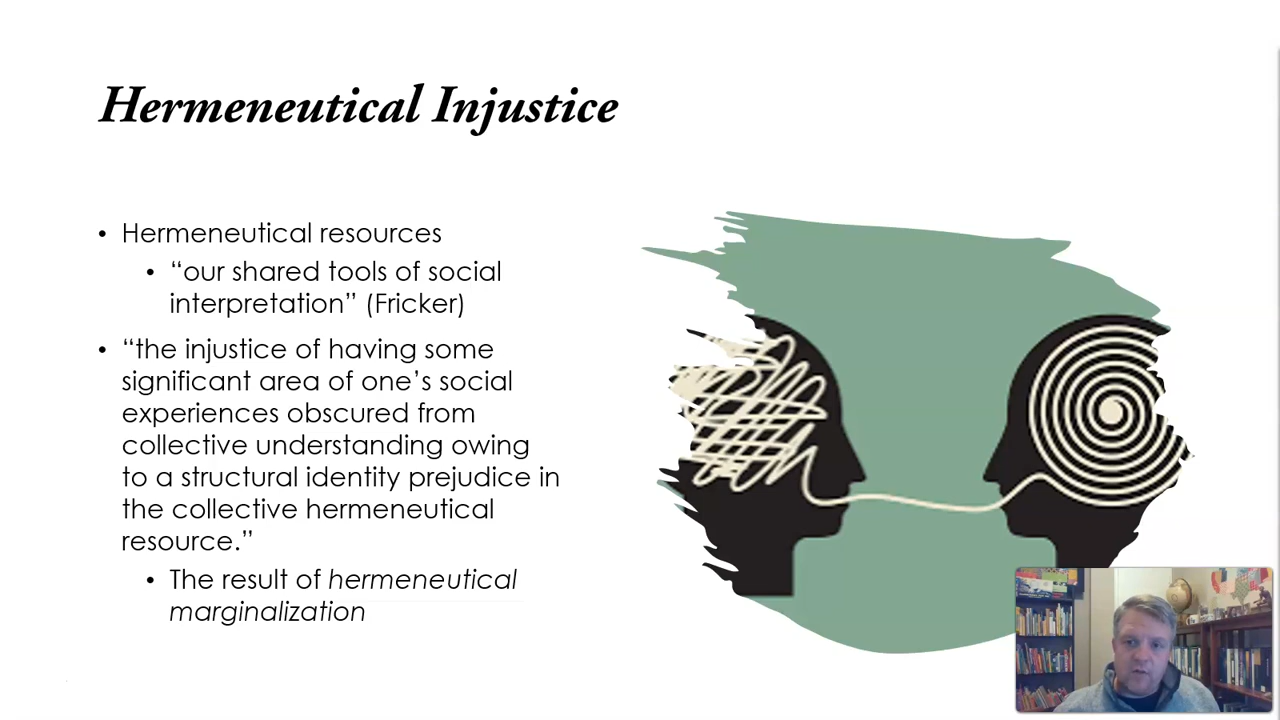 Hermeneutical Injustice
• Hermeneutical resources
• “our shared tools of social
interpretation” (Fricker)
• “the injustice of having some
significant area of one’s social
experiences obscured from
collective understanding owing
to a structural identity prejudice in
the collective hermeneutical
resource.”
• The result of hermeneutical
marginalization